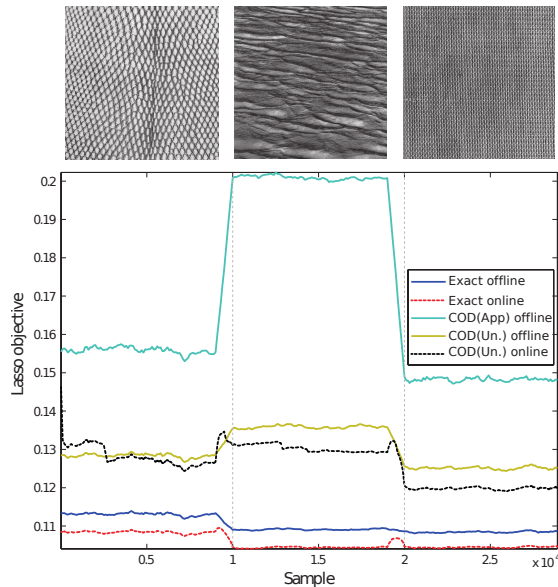 0.2
0.19
0.18
0.17
0.16
0.15
0.14
0.13
0.12
0.11
Lasso objective
Exact offline
Exact online
COD(App) offline
COD(Un.) offline
COD(Un.) online
0.5 1 1.5 2 2.5
Sample